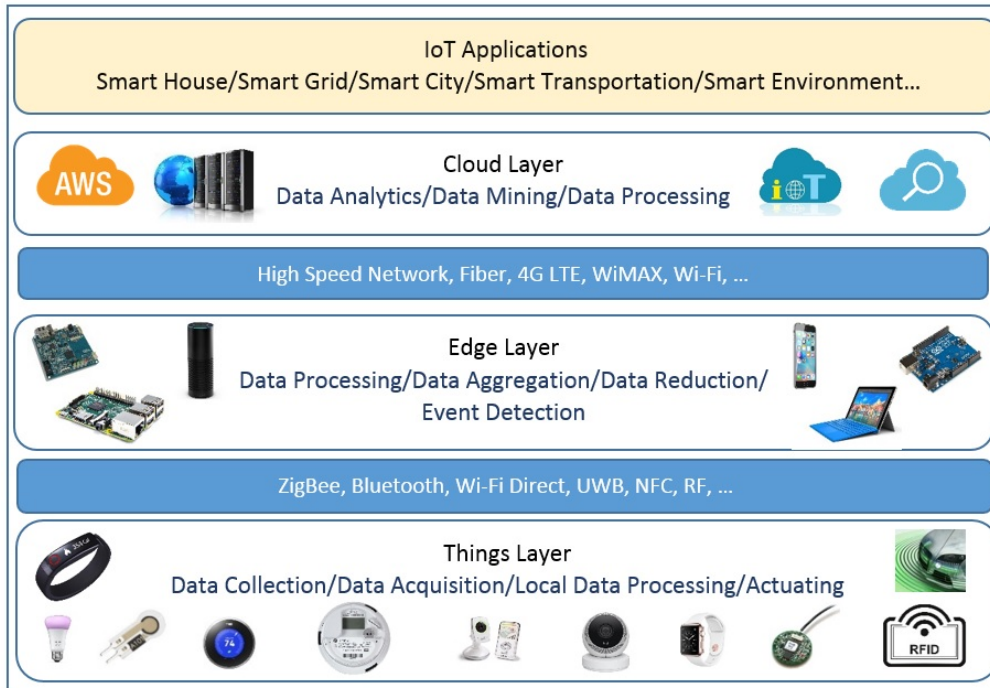 IoT Applications
Smart House/Smart Grid/Smart City/Smart Transportation/Smart Environment...
AWS
Cloud Layer
Data Analytics/Data Mining/Data Processing
iOT
High Speed Network, Fiber, 4G LTE, WiMAX, Wi-Fi, ...
Edge Layer
Data Processing/Data Aggregation/Data Reduction/
Event Detection
ZigBee, Bluetooth, Wi-Fi Direct, UWB, NFC, RF, ...
Things Layer
Data Collection/Data Acquisition/Local Data Processing/Actuating
74
RFID